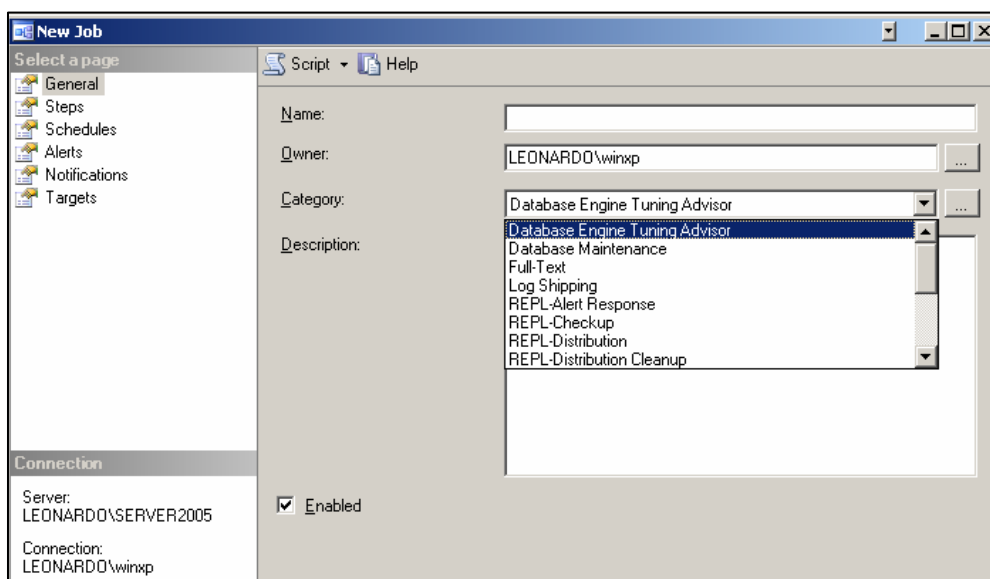 New Job
Select a page
General
Steps
Schedules
Alerts
Notifications
Targets
Script
Help
Name:
Owner:
LEONARDO\winxp
...
Category:
Database Engine Tuning Advisor
...
Database Engine Tuning Advisor
Database Maintenance
Full-Text
Log Shipping
REPL-Alert Response
REPL-Checkup
REPL-Distribution
REPL-Distribution Cleanup
Description:
Enabled
Connection
Server:
LEONARDO\SERVER2005
Connection:
LEONARDO\winxp